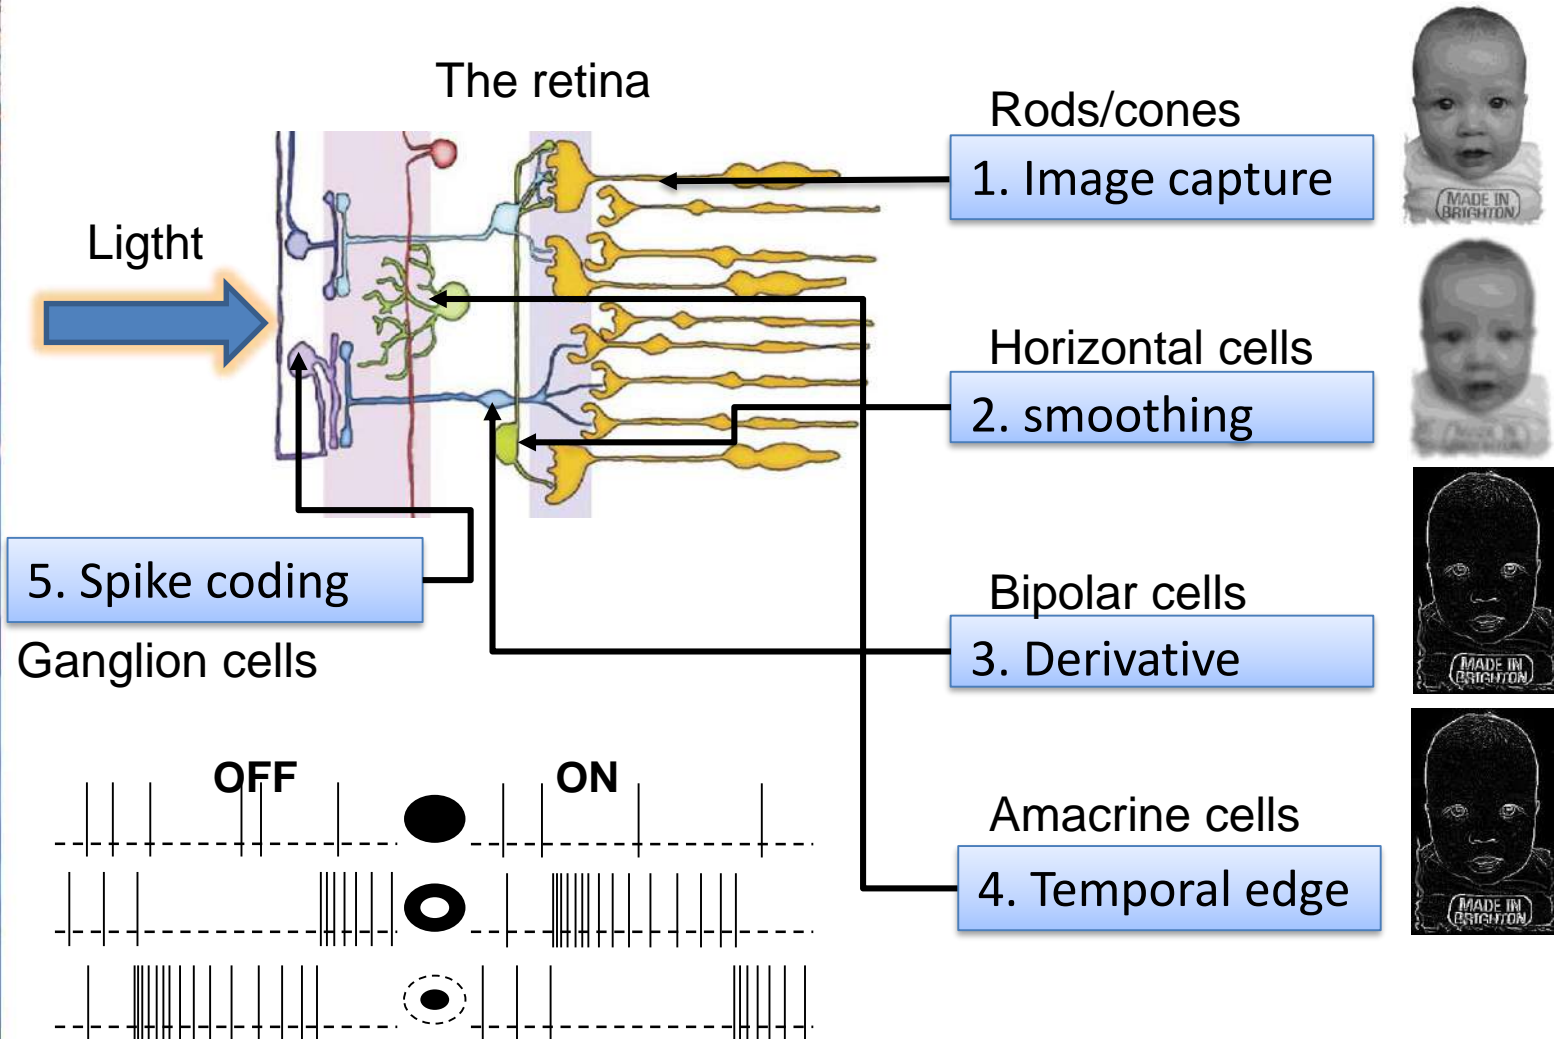 The retina
Ligtht
Rods/cones
1. Image capture
MADE IN
BRIGHTON
Horizontal cells
2. smoothing
5. Spike coding
Ganglion cells
Bipolar cells
3. Derivative
MADE IN
BRIGHTON
OFF
ON
Amacrine cells
4. Temporal edge
MADE IN
BRIGHTON